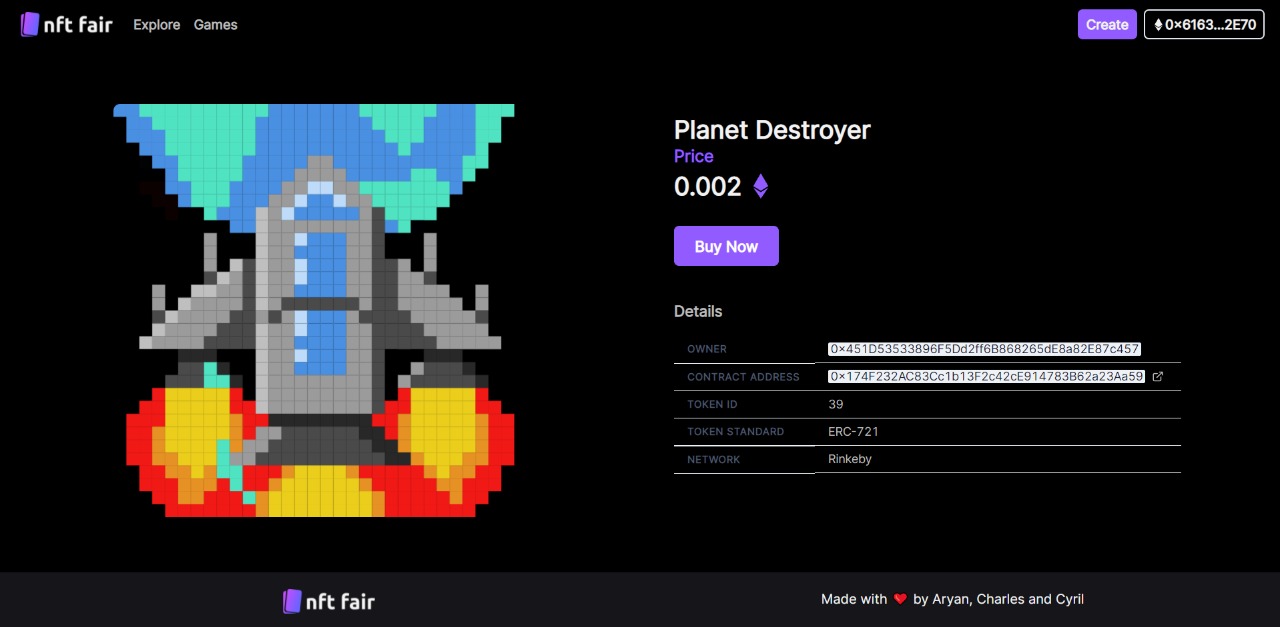 nft fair
Explore
Games
Create
0×6163...2E70
Planet Destroyer
Price
0.002
Buy Now
Details
OWNER 0×451D53533896F5Dd2ff6B868265dE8a82E87c457
CONTRACT ADDRESS 0×174F232AC83Cc1b13F2c42cE914783B62a23Aa59
TOKEN ID 39
TOKEN STANDARD ERC-721
NETWORK Rinkeby
nft fair
Made with ❤️ by Aryan, Charles and Cyril